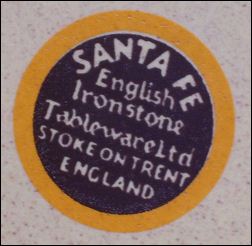 SANTA FE
English
Ironstone
Tableware Ltd
STOKE ON TRENT
ENGLAND